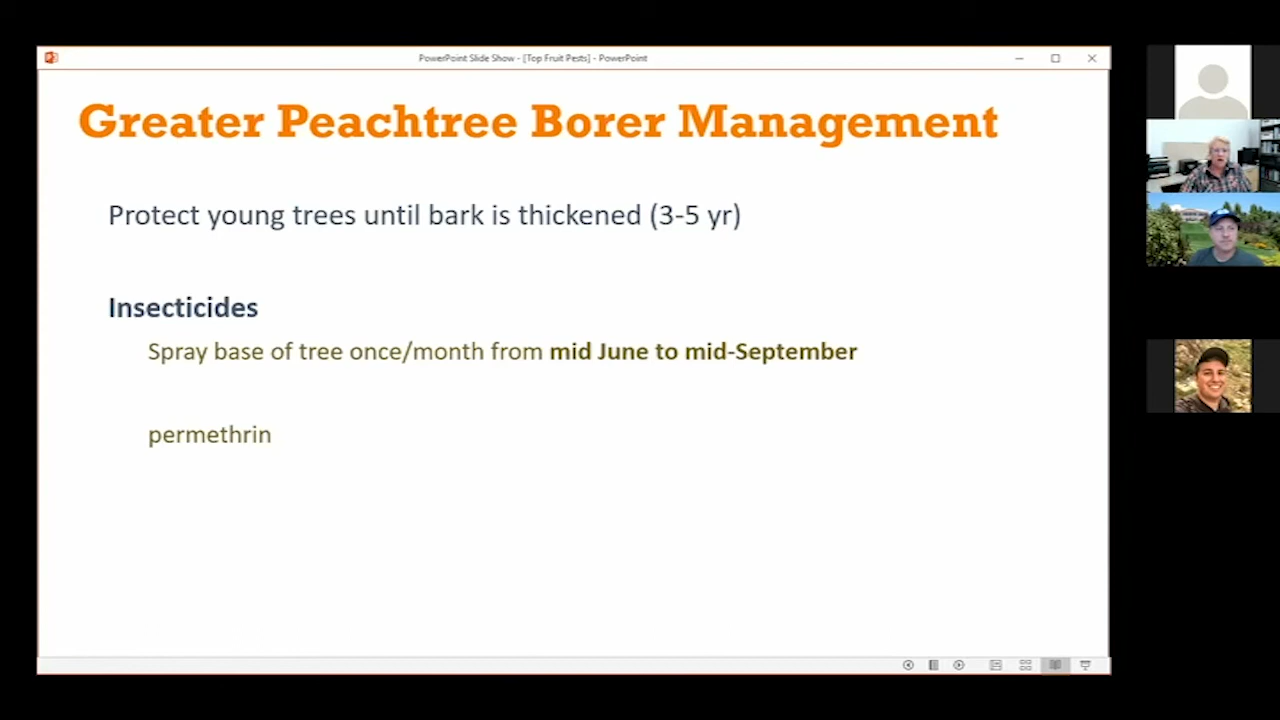 PowerPoint Slide Show - [Top Fruit Pests] - PowerPoint
Greater Peachtree Borer Management
Protect young trees until bark is thickened (3-5 yr)
Insecticides
Spray base of tree once/month from mid June to mid-September
permethrin